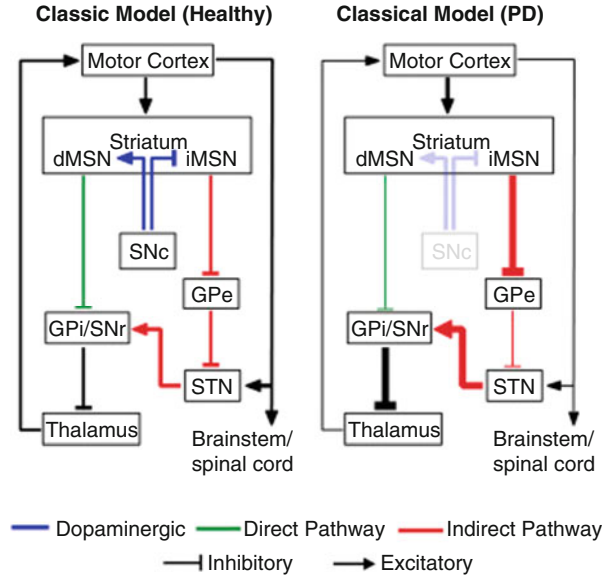 Classic Model (Healthy)
Motor Cortex
Striatum
dMSN
iMSN
SNc
GPe
GPi/SNr
STN
Thalamus
Brainstem/
spinal cord
Classical Model (PD)
Motor Cortex
Striatum
dMSN
iMSN
SNc
GPe
GPi/SNr
STN
Thalamus
Brainstem/
spinal cord
Dopaminergic
Direct Pathway
Indirect Pathway
Inhibitory
Excitatory